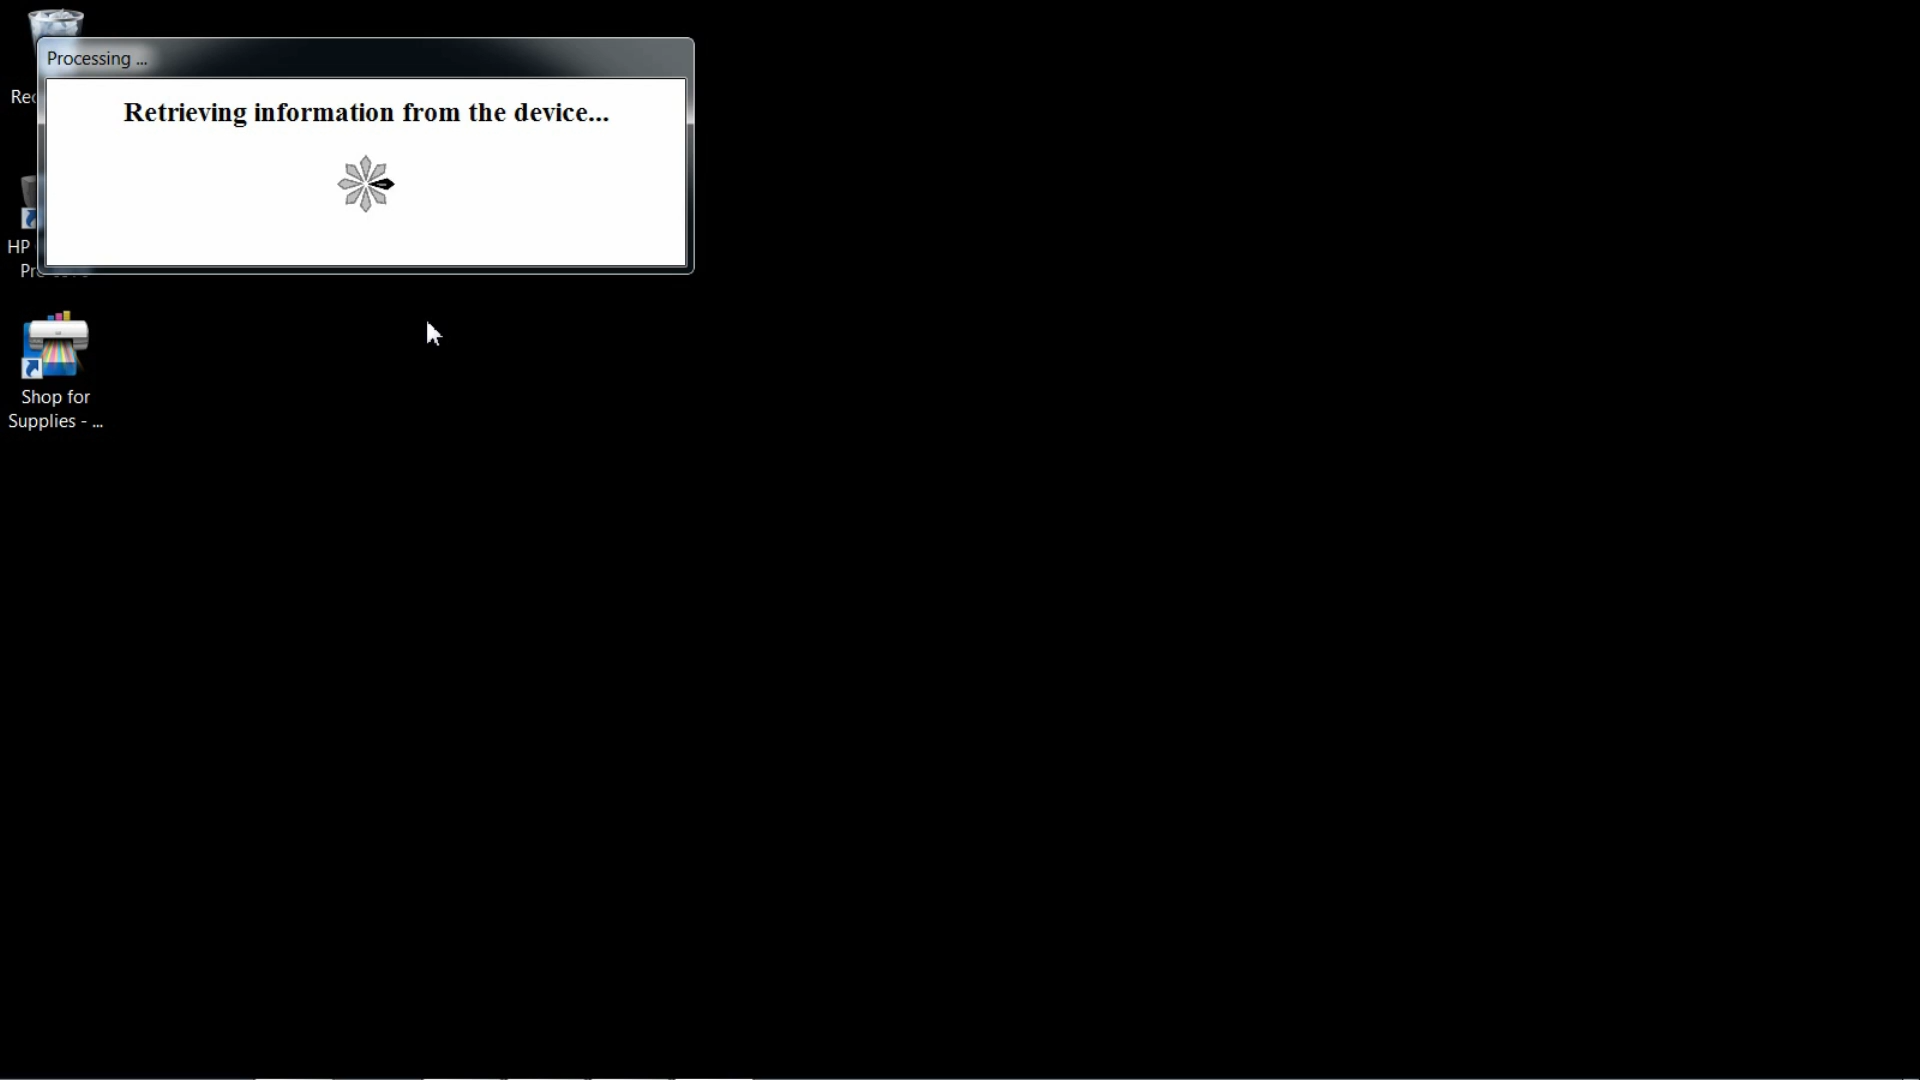 Processing ...
Retrieving information from the device...
HP
Shop for
Supplies - ...